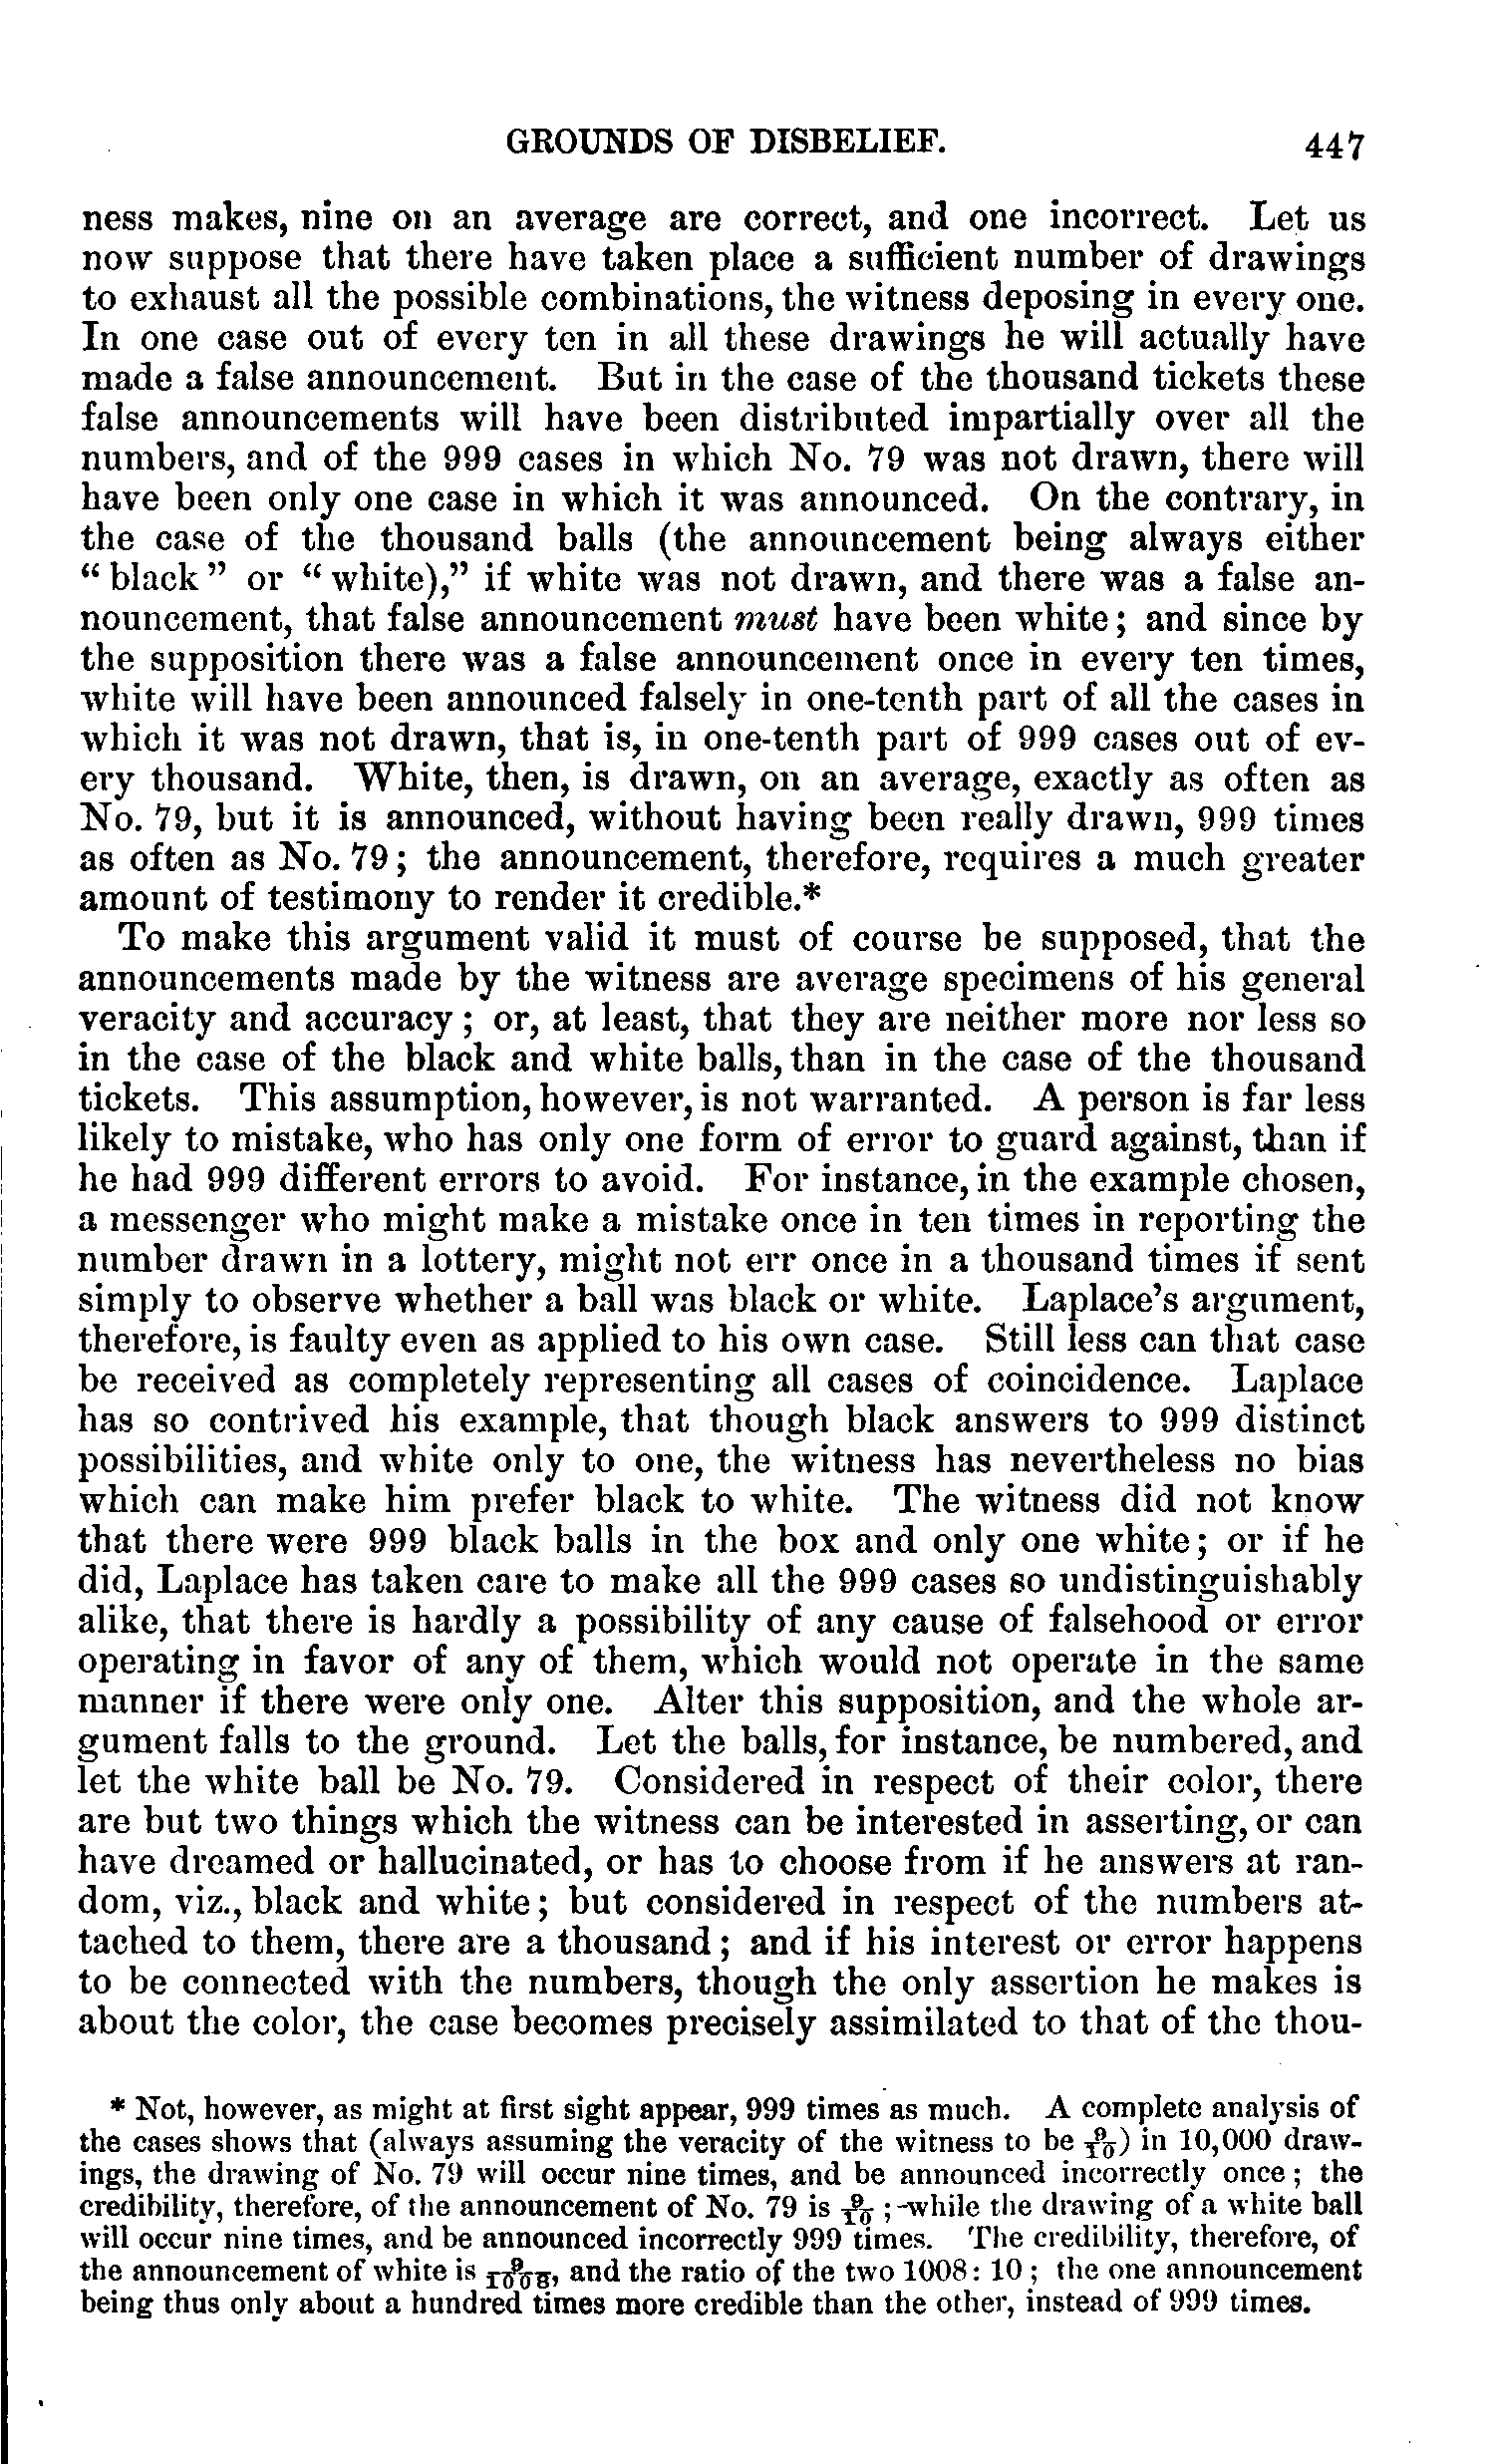 GROUNDS OF DISBELIEF. 447
ness makes, nine on an average are correct, and one incorrect. Let us
now suppose that there have taken place a sufficient number of drawings
to exhaust all the possible combinations, the witness deposing in every one.
In one case out of every ten in all these drawings he will actually have
made a false announcement. But in the case of the thousand tickets these
false announcements will have been distributed impartially over all the
numbers, and of the 999 cases in which No. 79 was not drawn, there will
have been only one case in which it was announced. On the contrary, in
the case of the thousand balls (the announcement being always either
“black” or “white),” if white was not drawn, and there was a false an-
nouncement, that false announcement must have been white; and since by
the supposition there was a false announcement once in every ten times,
white will have been announced falsely in one-tenth part of all the cases in
which it was not drawn, that is, in one-tenth part of 999 cases out of ev-
ery thousand. White, then, is drawn, on an average, exactly as often as
No. 79, but it is announced, without having been really drawn, 999 times
as often as No. 79; the announcement, therefore, requires a much greater
amount of testimony to render it credible.*
To make this argument valid it must of course be supposed, that the
announcements made by the witness are average specimens of his general
veracity and accuracy; or, at least, that they are neither more nor less so
in the case of the black and white balls, than in the case of the thousand
tickets. This assumption, however, is not warranted. A person is far less
likely to mistake, who has only one form of error to guard against, than if
he had 999 different errors to avoid. For instance, in the example chosen,
a messenger who might make a mistake once in ten times in reporting the
number drawn in a lottery, might not err once in a thousand times if sent
simply to observe whether a ball was black or white. Laplace’s argument,
therefore, is faulty even as applied to his own case. Still less can that case
be received as completely representing all cases of coincidence. Laplace
has so contrived his example, that though black answers to 999 distinct
possibilities, and white only to one, the witness has nevertheless no bias
which can make him prefer black to white. The witness did not know
that there were 999 black balls in the box and only one white; or if he
did, Laplace has taken care to make all the 999 cases so undistinguishably
alike, that there is hardly a possibility of any cause of falsehood or error
operating in favor of any of them, which would not operate in the same
manner if there were only one. Alter this supposition, and the whole ar-
gument falls to the ground. Let the balls, for instance, be numbered, and
let the white ball be No. 79. Considered in respect of their color, there
are but two things which the witness can be interested in asserting, or can
have dreamed or hallucinated, or has to choose from if he answers at ran-
dom, viz., black and white; but considered in respect of the numbers at-
tached to them, there are a thousand; and if his interest or error happens
to be connected with the numbers, though the only assertion he makes is
about the color, the case becomes precisely assimilated to that of the thou-
* Not, however, as might at first sight appear, 999 times as much. A complete analysis of
the cases shows that (always assuming the veracity of the witness to be 9/10) in 10,000 draw-
ings, the drawing of No. 79 will occur nine times, and be announced incorrectly once; the
credibility, therefore, of the announcement of No. 79 is 9/10; while the drawing of a white ball
will occur nine times, and be announced incorrectly 999 times. The credibility, therefore, of
the announcement of white is 9/1008, and the ratio of the two 1008: 10; the one announcement
being thus only about a hundred times more credible than the other, instead of 999 times.